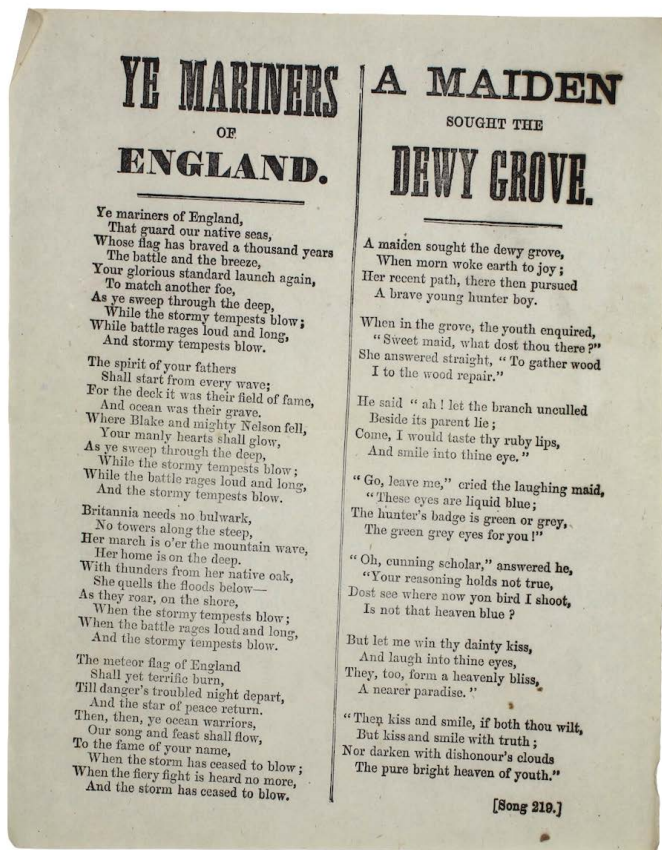 YE MARINERS
OF
ENGLAND.
Ye mariners of England,
That guard our native seas,
Whose flag has braved a thousand years
The battle and the breeze,
Your glorious standard launch again,
To match another foe,
As ye sweep through the deep,
While the stormy tempests blow;
While battle rages loud and long,
And stormy tempests blow.
The spirit of your fathers
Shall start from every wave;
For the deck it was their field of fame,
And ocean was their grave.
Where Blake and mighty Nelson fell,
Your manly hearts shall glow,
As ye sweep through the deep,
While the stormy tempests blow;
While the battle rages loud and long,
And the stormy tempests blow.
Britannia needs no bulwark,
No towers along the steep,
Her march is o'er the mountain wave,
Her home is on the deep.
With thunders from her native oak,
She quells the floods below—
As they roar, on the shore,
When the stormy tempests blow;
When the battle rages loud and long,
And the stormy tempests blow.
The meteor flag of England
Shall yet terrific burn,
Till danger's troubled night depart,
And the star of peace return.
Then, then, ye ocean warriors,
Our song and feast shall flow,
To the fame of your name,
When the storm has ceased to blow;
When the fiery fight is heard no more,
And the storm has ceased to blow.
A MAIDEN
SOUGHT THE
DEWY GROVE.
A maiden sought the dewy grove,
When morn woke earth to joy;
Her recent path, there then pursued
A brave young hunter boy.
When in the grove, the youth enquired,
"Sweet maid, what dost thou there?"
She answered straight, "To gather wood
I to the wood repair."
He said "ah! let the branch unculled
Beside its parent lie;
Come, I would taste thy ruby lips,
And smile into thine eye."
"Go, leave me," cried the laughing maid,
"These eyes are liquid blue;
The hunter's badge is green or grey,
The green grey eyes for you!"
"Oh, cunning scholar," answered he,
"Your reasoning holds not true,
Dost see where now yon bird I shoot,
Is not that heaven blue?
But let me win thy dainty kiss,
And laugh into thine eyes,
They, too, form a heavenly bliss,
A nearer paradise."
"Then kiss and smile, if both thou wilt,
But kiss and smile with truth;
Nor darken with dishonour's clouds
The pure bright heaven of youth."
[Song 219.]